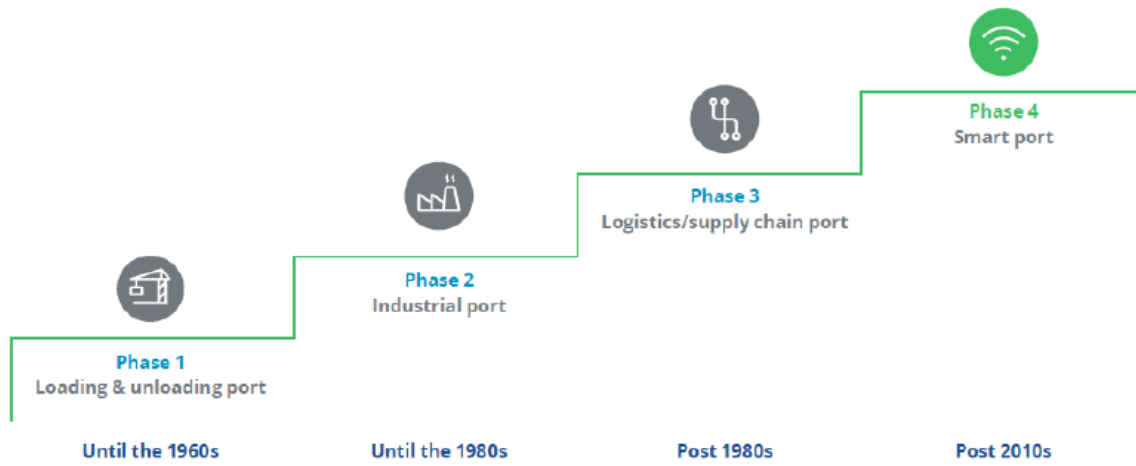 Phase 1
Loading & unloading port
Until the 1960s
Phase 2
Industrial port
Until the 1980s
Phase 3
Logistics/supply chain port
Post 1980s
Phase 4
Smart port
Post 2010s